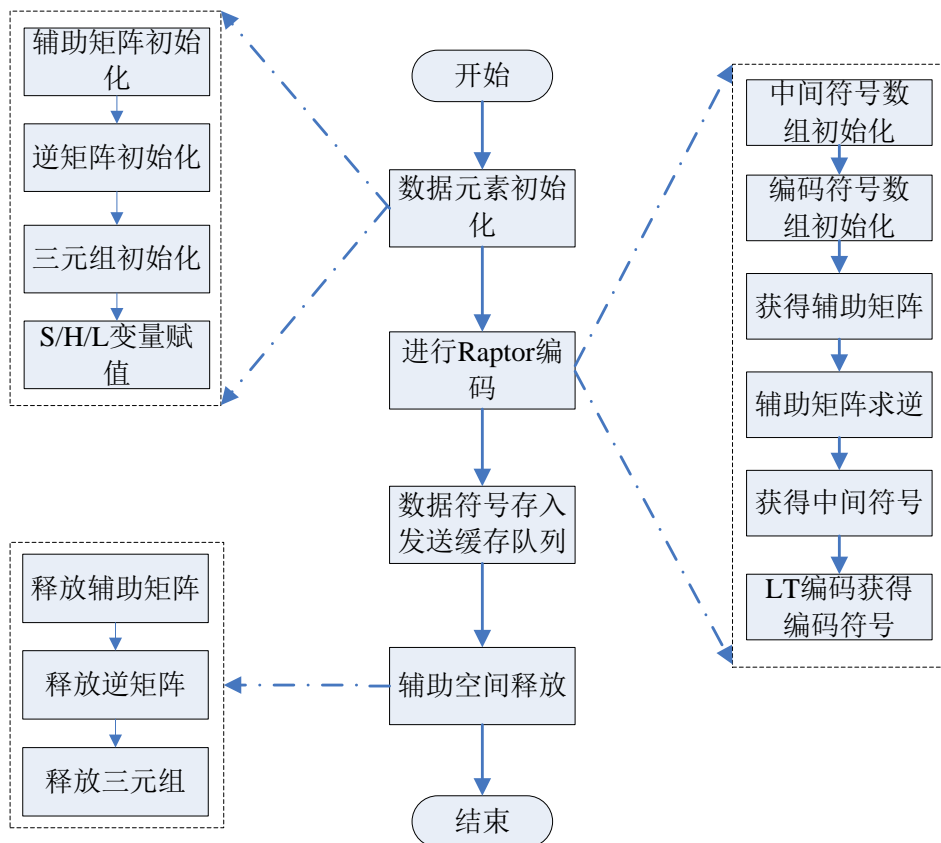 辅助矩阵初始
化
逆矩阵初始化
三元组初始化
S/H/L变量赋
值
开始
数据元素初始
化
进行Raptor编
码
数据符号存入
发送缓存队列
辅助空间释放
结束
中间符号数
组初始化
编码符号数
组初始化
获得辅助矩阵
辅助矩阵求逆
获得中间符号
LT编码获得
编码符号
释放辅助矩阵
释放逆矩阵
释放三元组